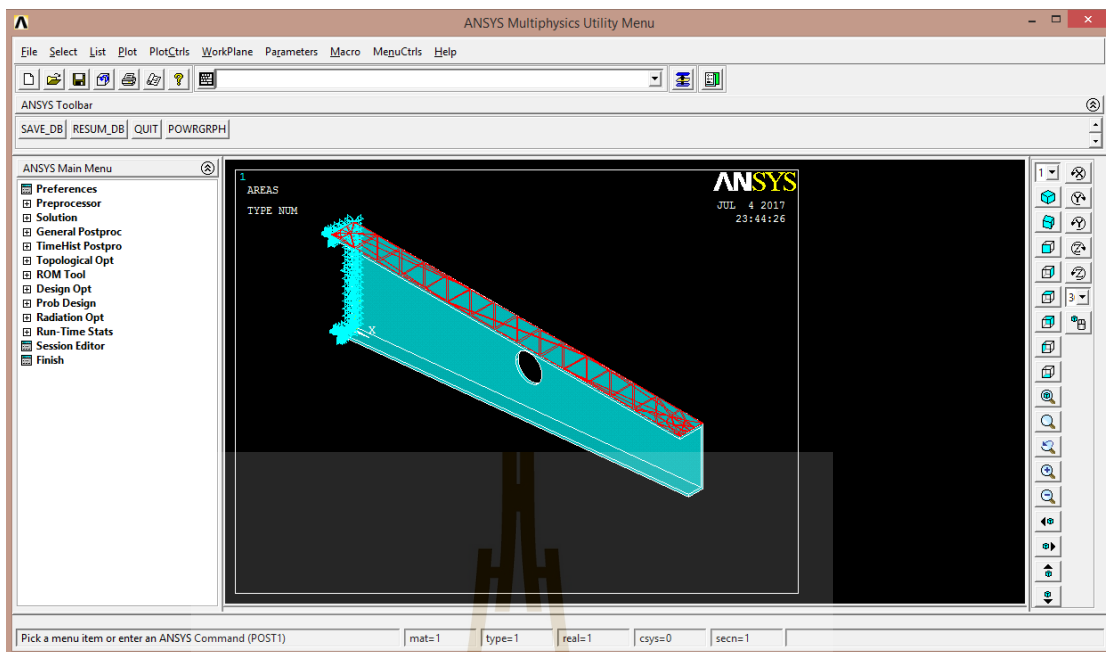 ANSYS Multiphysics Utility Menu
File Select List Plot PlotCtrls WorkPlane Parameters Macro MenuCtrls Help
ANSYS Toolbar
SAVE_DB RESUM_DB QUIT POWRGRPH
ANSYS Main Menu
Preferences
Preprocessor
Solution
General Postproc
TimeHist Postpro
Topological Opt
ROM Tool
Design Opt
Prob Design
Radiation Opt
Run-Time Stats
Session Editor
Finish
1
AREAS
TYPE NUM
ANSYS
JUL 4 2017
23:44:26
X
1
X
Y
Y
Z
Z
Pick a menu item or enter an ANSYS Command (POST1) mat=1 type=1 real=1 csys=0 secn=1